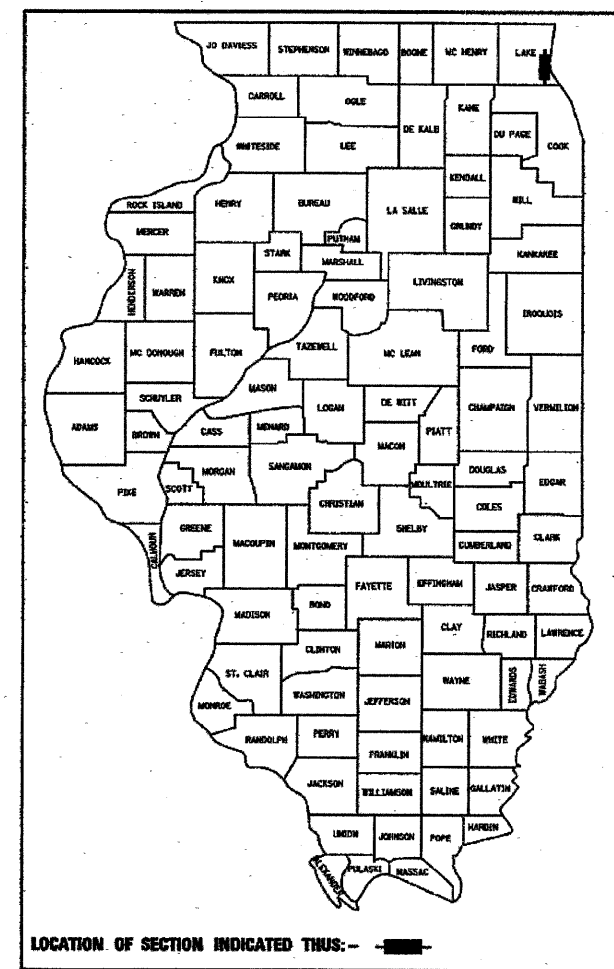 JO DAVIESS STEPHENSON WINNEBAGO BOONE MC HENRY LAKE
CARROLL OGLE DE KALB KANE DU PAGE COOK
WHITESIDE LEE KENDALL WILL
ROCK ISLAND HENRY BUREAU LA SALLE GRUNDY
MERCER PUTNAM KANKAKEE
STARK MARSHALL LIVINGSTON
HENDERSON WARREN KNOX PEORIA WOODFORD IROQUOIS
HANCOCK MC DONOUGH FULTON TAZEWELL MC LEAN FORD
SCHUYLER MASON LOGAN DE WITT CHAMPAIGN VERMILION
ADAMS BROWN CASS MENARD MACON PIATT
PIKE SCOTT MORGAN SANGAMON MOULTRIE DOUGLAS EDGAR
CHRISTIAN COLES
CALHOUN GREENE MACOUPIN MONTGOMERY SHELBY CUMBERLAND CLARK
JERSEY FAYETTE EFFINGHAM JASPER CRAWFORD
MADISON BOND CLAY RICHLAND LAWRENCE
CLINTON MARION
ST. CLAIR WASHINGTON WAYNE EDWARDS WABASH
MONROE JEFFERSON
RANDOLPH PERRY HAMILTON WHITE
FRANKLIN
JACKSON WILLIAMSON SALINE GALLATIN
UNION JOHNSON POPE HARDIN
ALEXANDER PULASKI MASSAC
LOCATION OF SECTION INDICATED THUS:-